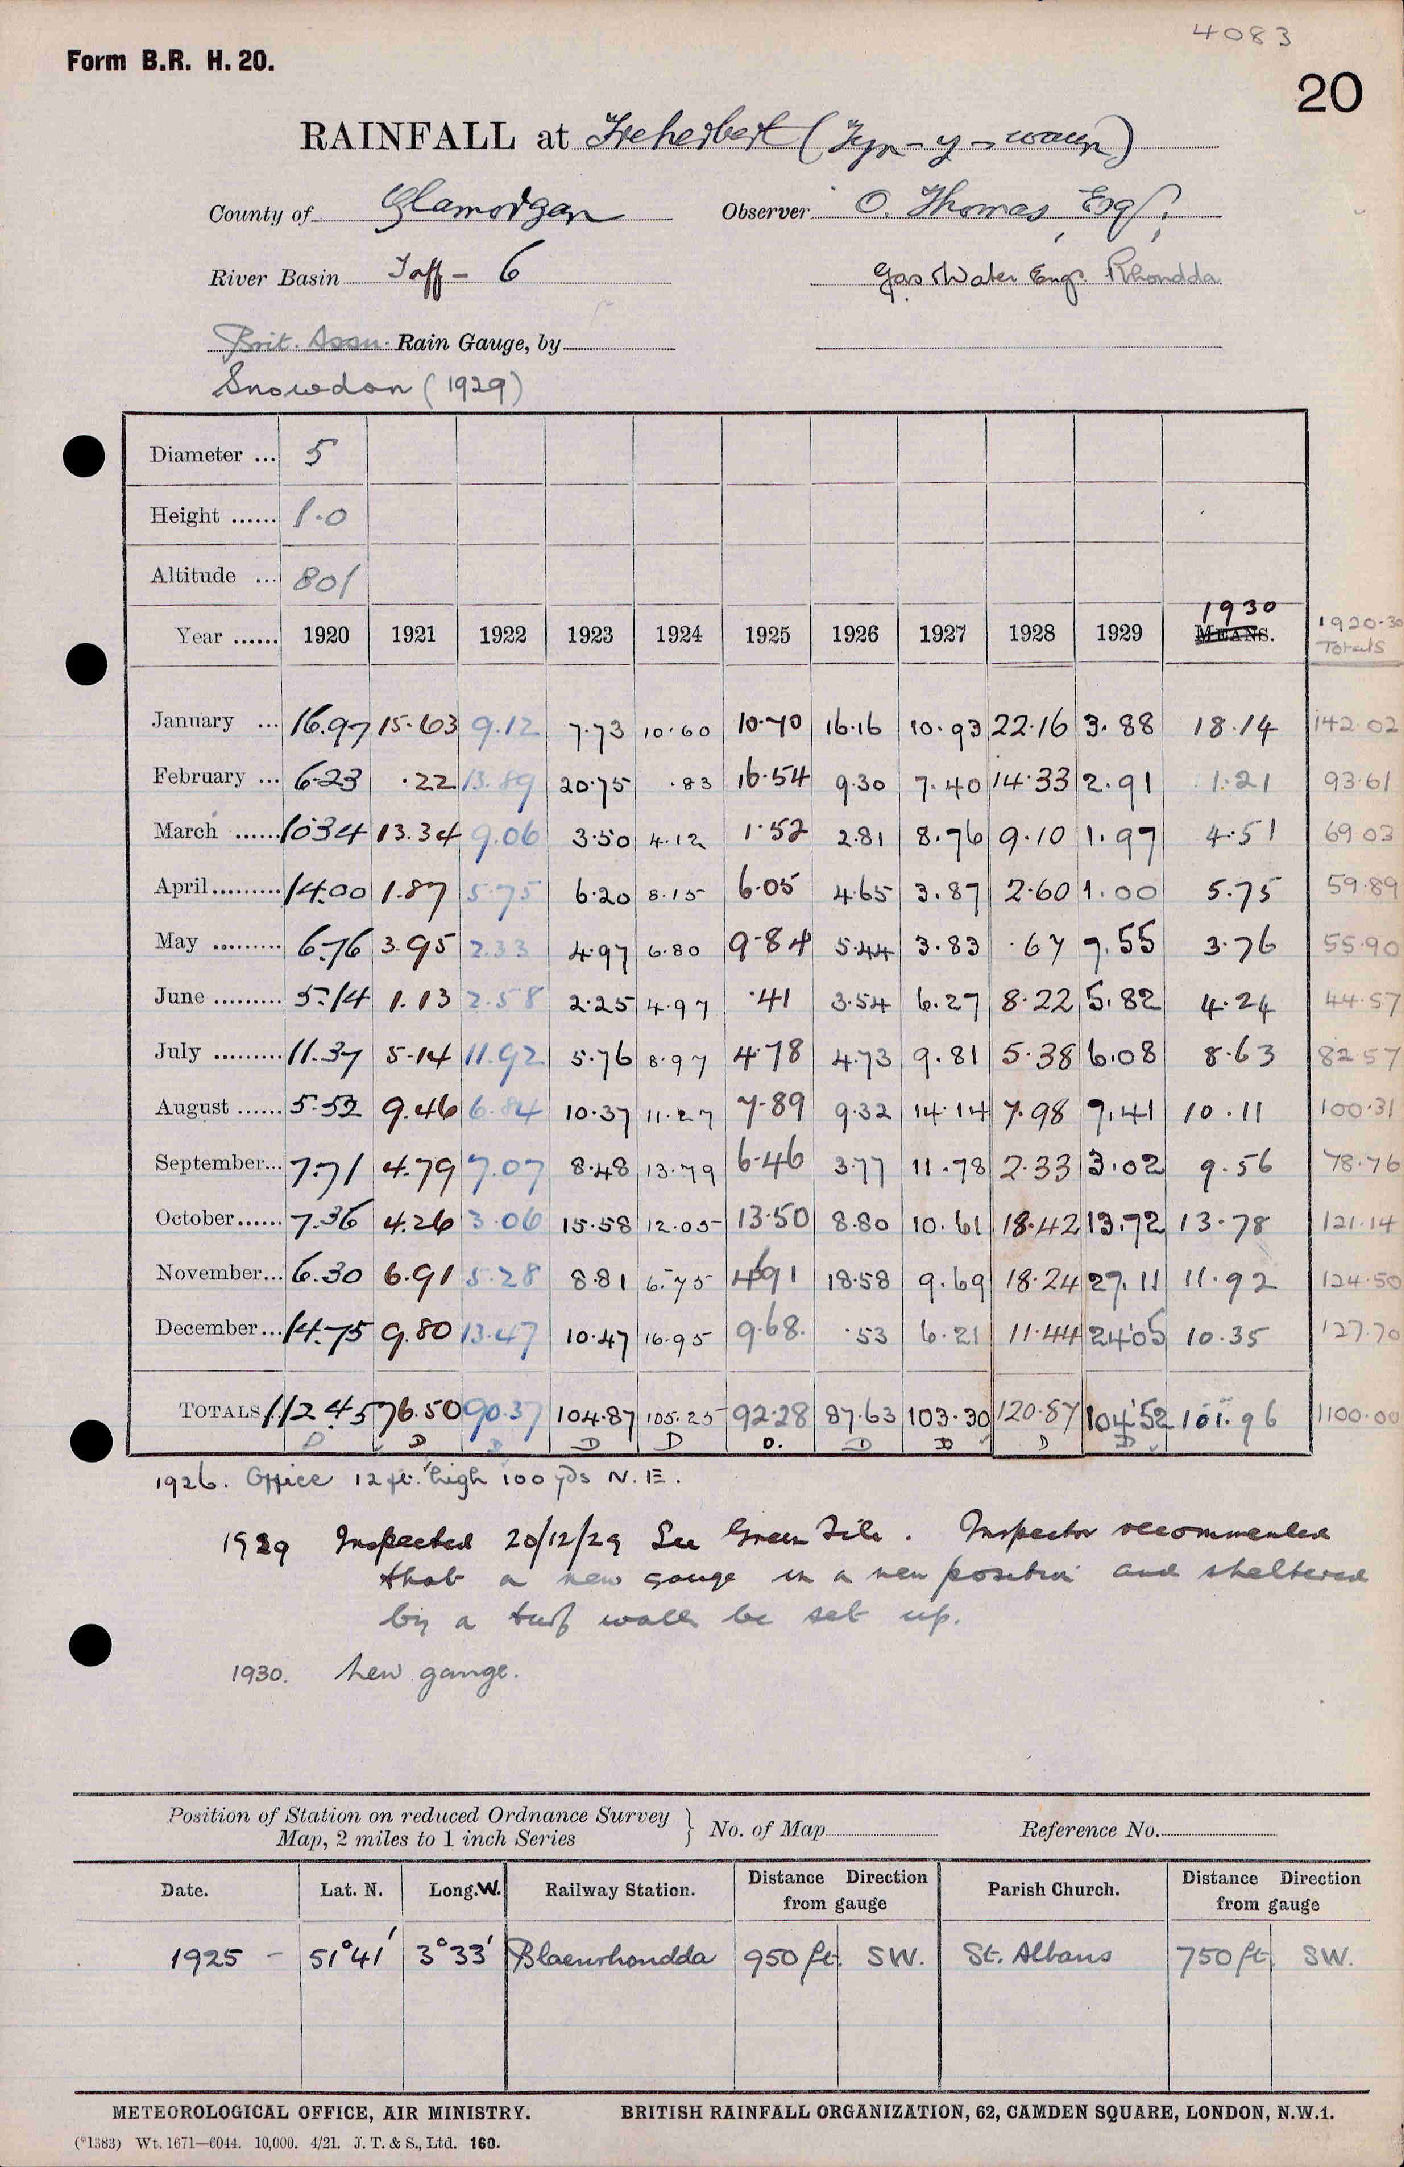 4083
Form B.R. H. 20.
20
RAINFALL at Treherbert (Tyn-y-waun)
County of Glamorgan Observer O. Thomas, Esq.,
River Basin Taff - 6 Gas & Water Engr. Rhondda
Brit. Assn. Rain Gauge, by
Snowdon (1929)
Diameter ... 5
Height ...... 1.0
Altitude ... 801
1930 1920-30
Year ...... 1920 1921 1922 1923 1924 1925 1926 1927 1928 1929 MEANS. Totals
January ... 16.97 15.63 9.12 7.73 10.60 10.70 16.16 10.93 22.16 3.88 18.14 142.02
February ... 6.23 .22 13.89 20.75 .83 16.54 9.30 7.40 14.33 2.91 1.21 93.61
March ...... 10.34 13.34 9.06 3.50 4.12 1.52 2.81 8.76 9.10 1.97 4.51 69.03
April ......... 14.00 1.87 5.75 6.20 8.15 6.05 4.65 3.87 2.60 1.00 5.75 59.89
May ......... 6.76 3.95 2.33 4.97 6.80 9.84 5.44 3.83 .67 7.55 3.76 55.90
June ......... 5.14 1.13 2.58 2.25 4.97 .41 3.54 6.27 8.22 5.82 4.24 44.57
July ......... 11.37 5.14 11.92 5.76 8.97 4.78 4.73 9.81 5.38 6.08 8.63 82.57
August ...... 5.52 9.46 6.84 10.37 11.27 7.89 9.32 14.14 7.98 7.41 10.11 100.31
September... 7.71 4.79 7.07 8.48 13.79 6.46 3.77 11.78 2.33 3.02 9.56 78.76
October...... 7.36 4.26 3.06 15.58 12.05 13.50 8.80 10.61 18.42 13.72 13.78 121.14
November... 6.30 6.91 5.28 8.81 6.75 4.91 18.58 9.69 18.24 27.11 11.92 124.50
December... 14.75 9.80 13.47 10.47 16.95 9.68. .53 6.21 11.44 24.05 10.35 127.70
TOTALS 112.45 76.50 90.37 104.87 105.25 92.28 87.63 103.30 120.87 104.52 101.96 1100.00
D D D D D D. D D D D
1926. Office 12 ft. high 100 yds N.E.
1929 Inspected 20/12/29 See Green File. Inspector recommended
that a new gauge in a new position and sheltered
by a turf wall be set up.
1930. New gauge.
Position of Station on reduced Ordnance Survey
Map, 2 miles to 1 inch Series } No. of Map Reference No.
Date. Lat. N. Long. W. Railway Station. Distance Direction from gauge Parish Church. Distance Direction from gauge
1925 - 51°41' 3°33' Blaenrhondda 950 ft. SW. St. Albans 750 ft. SW.
METEOROLOGICAL OFFICE, AIR MINISTRY. BRITISH RAINFALL ORGANIZATION, 62, CAMDEN SQUARE, LONDON, N.W.1.
(*1383) Wt. 1671—6044. 10,000. 4/21. J. T. & S., Ltd. 160.